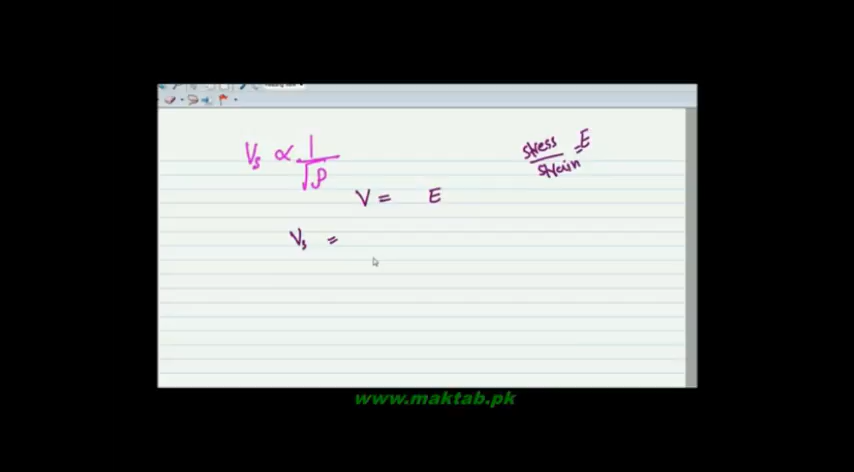 Vs ∝ 1/√ρ
stress/strain = E
V = E
Vs =
www.maktab.pk